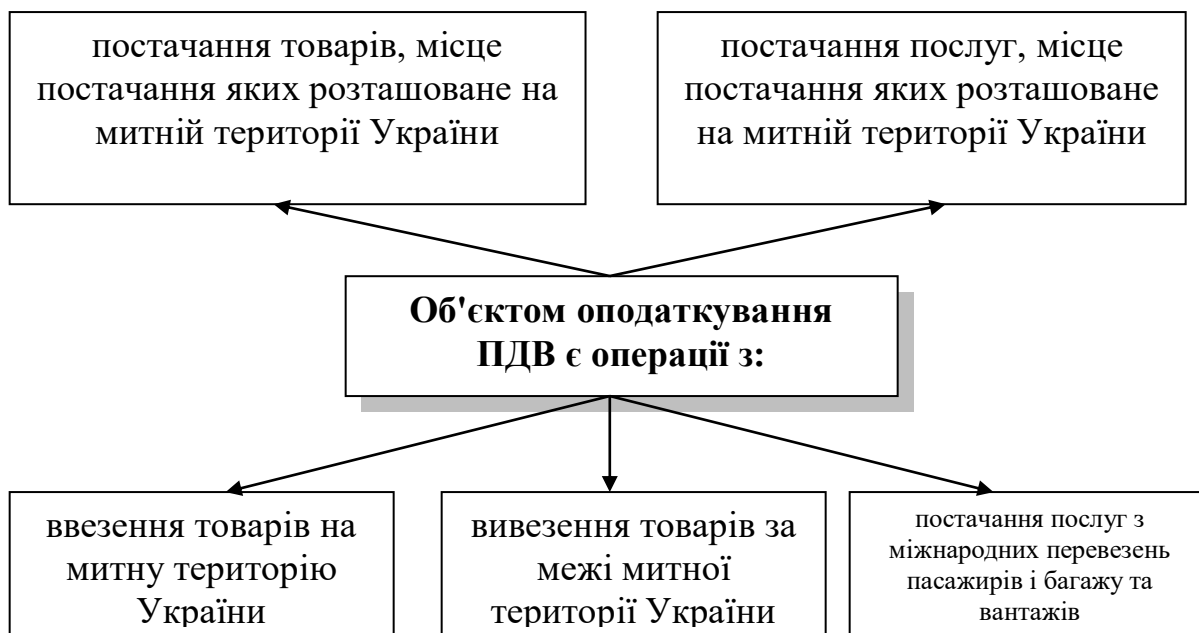 постачання товарів, місце
постачання яких розташоване на
митній території України
постачання послуг, місце
постачання яких розташоване
на митній території України
Об'єктом оподаткування
ПДВ є операції з:
ввезення товарів на
митну територію
України
вивезення товарів за
межі митної
території України
постачання послуг з
міжнародних перевезень
пасажирів і багажу та
вантажів